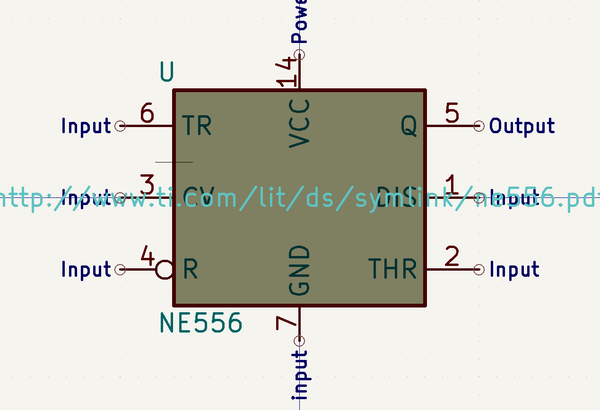 Powe
14
U
6
TR
VCC
Q
5
Input
Output
3
CV
DIS
1
Input
Input
http://www.ti.com/lit/ds/symlink/ne556.pdf
4
R
GND
THR
2
Input
Input
NE556
7
input